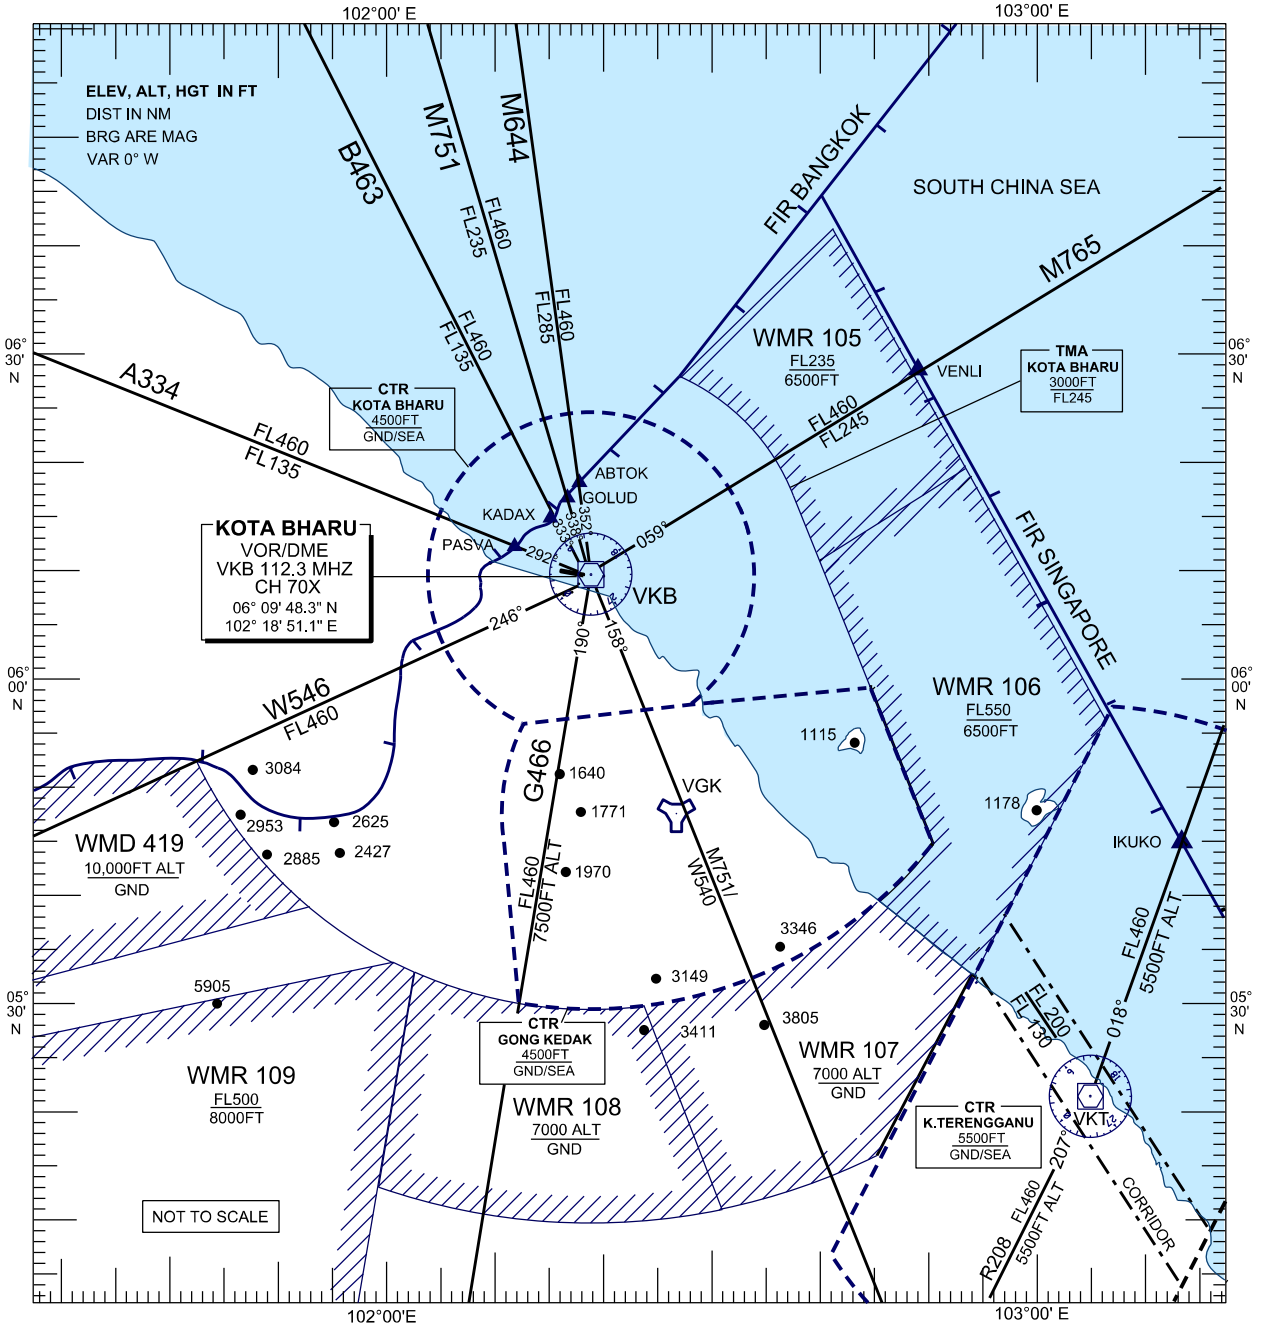 102°00' E
103°00' E
ELEV, ALT, HGT IN FT
DIST IN NM
BRG ARE MAG
VAR 0° W
B463
M751
M644
FL460
FL235
FL460
FL285
FL460
FL135
FIR BANGKOK
SOUTH CHINA SEA
M765
06°
30'
N
06°
30'
N
A334
FL460
FL135
CTR
KOTA BHARU
4500FT
GND/SEA
WMR 105
FL235
6500FT
VENLI
TMA
KOTA BHARU
3000FT
FL245
FL460
FL245
ABTOK
GOLUD
KADAX
PASVA
352°
338°
333°
292°
059°
KOTA BHARU
VOR/DME
VKB 112.3 MHZ
CH 70X
06° 09' 48.3" N
102° 18' 51.1" E
VKB
246°
190°
158°
FIR SINGAPORE
06°
00'
N
06°
00'
N
W546
FL460
WMR 106
FL550
6500FT
1115
1178
3084
2953
2625
2885
2427
G466
1640
1771
1970
VGK
M751/
W540
FL460
7500FT ALT
IKUKO
WMD 419
10,000FT ALT
GND
3346
3149
3411
3805
5905
FL460
5500FT ALT
018°
05°
30'
N
05°
30'
N
CTR
GONG KEDAK
4500FT
GND/SEA
WMR 107
7000 ALT
GND
FL 200
FL 130
WMR 109
FL500
8000FT
WMR 108
7000 ALT
GND
CTR
K.TERENGGANU
5500FT
GND/SEA
VKT
207°
FL460
5500FT ALT
R208
CORRIDOR
NOT TO SCALE
102°00'E
103°00' E